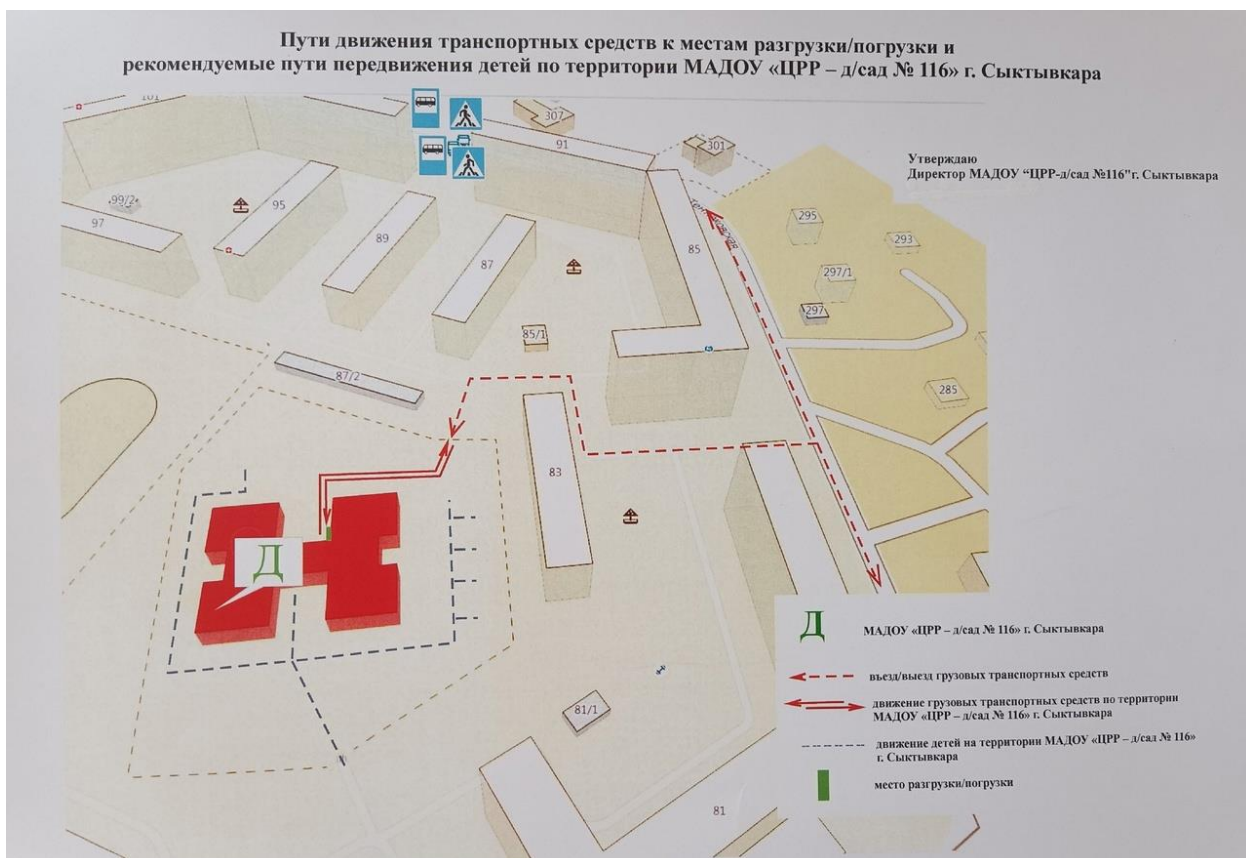 Пути движения транспортных средств к местам разгрузки/погрузки и
рекомендуемые пути передвижения детей по территории МАДОУ «ЦРР – д/сад № 116» г. Сыктывкара
Утверждаю
Директор МАДОУ “ЦРР-д/сад №116"г. Сыктывкара
101
307
91
301
99/2
95
97
89
87
85
295
293
297/1
297
85/1
87/2
285
83
Д
81/1
81
Д МАДОУ «ЦРР – д/сад № 116» г. Сыктывкара
въезд/выезд грузовых транспортных средств
движение грузовых транспортных средств по территории
МАДОУ «ЦРР – д/сад № 116» г. Сыктывкара
движение детей на территории МАДОУ «ЦРР – д/сад № 116»
г. Сыктывкара
место разгрузки/погрузки